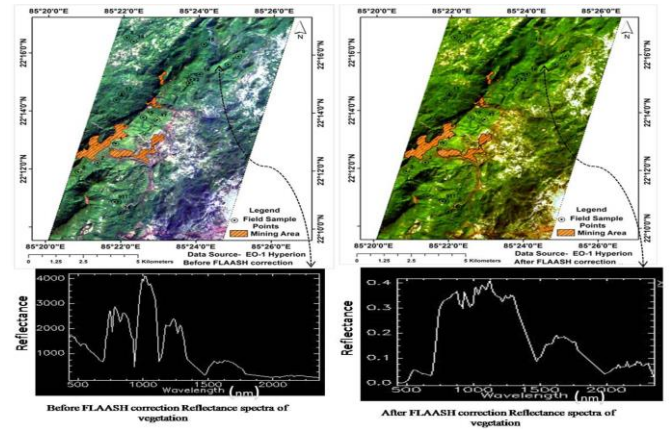 85°20'0"E 85°22'0"E 85°24'0"E 85°26'0"E
22°16'0"N
22°14'0"N
22°12'0"N
22°10'0"N
N
Legend
Field Sample
Points
Mining Area
85°20'0"E 85°22'0"E 85°24'0"E 85°26'0"E
0 1.25 2.5 5 Kilometers
Data Source- EO-1 Hyperion
Before FLAASH correction
4000
3000
2000
1000
Reflectance
500 1000 1500 2000
Wavelength (nm)
Before FLAASH correction Reflectance spectra of
vegetation
85°20'0"E 85°22'0"E 85°24'0"E 85°26'0"E
22°16'0"N
22°14'0"N
22°12'0"N
22°10'0"N
N
Legend
Field Sample
Points
Mining Area
85°20'0"E 85°22'0"E 85°24'0"E 85°26'0"E
0 1.25 2.5 5 Kilometers
Data Source- EO-1 Hyperion
After FLAASH correction
0.4
0.3
0.2
0.1
0.0
Reflectance
500 1000 1500 2000
Wavelength (nm)
After FLAASH correction Reflectance spectra of
vegetation